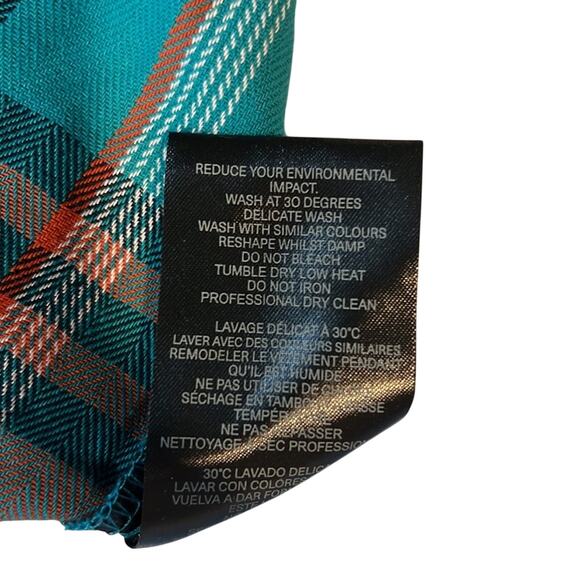 REDUCE YOUR ENVIRONMENTAL
IMPACT.
WASH AT 30 DEGREES
DELICATE WASH
WASH WITH SIMILAR COLOURS
RESHAPE WHILST DAMP
DO NOT BLEACH
TUMBLE DRY LOW HEAT
DO NOT IRON
PROFESSIONAL DRY CLEAN
LAVAGE DÉLICAT À 30°C
LAVER AVEC DES COULEURS SIMILAIRES
REMODELER LE VÊTEMENT PENDANT
QU'IL EST HUMIDE
NE PAS UTILISER DE
SÉCHAGE EN TAMBOUR
NE PAS
NETTOYAGE À SEC
30°C LAVADO
LAVAR CON COLORES
VUELVA A DAR